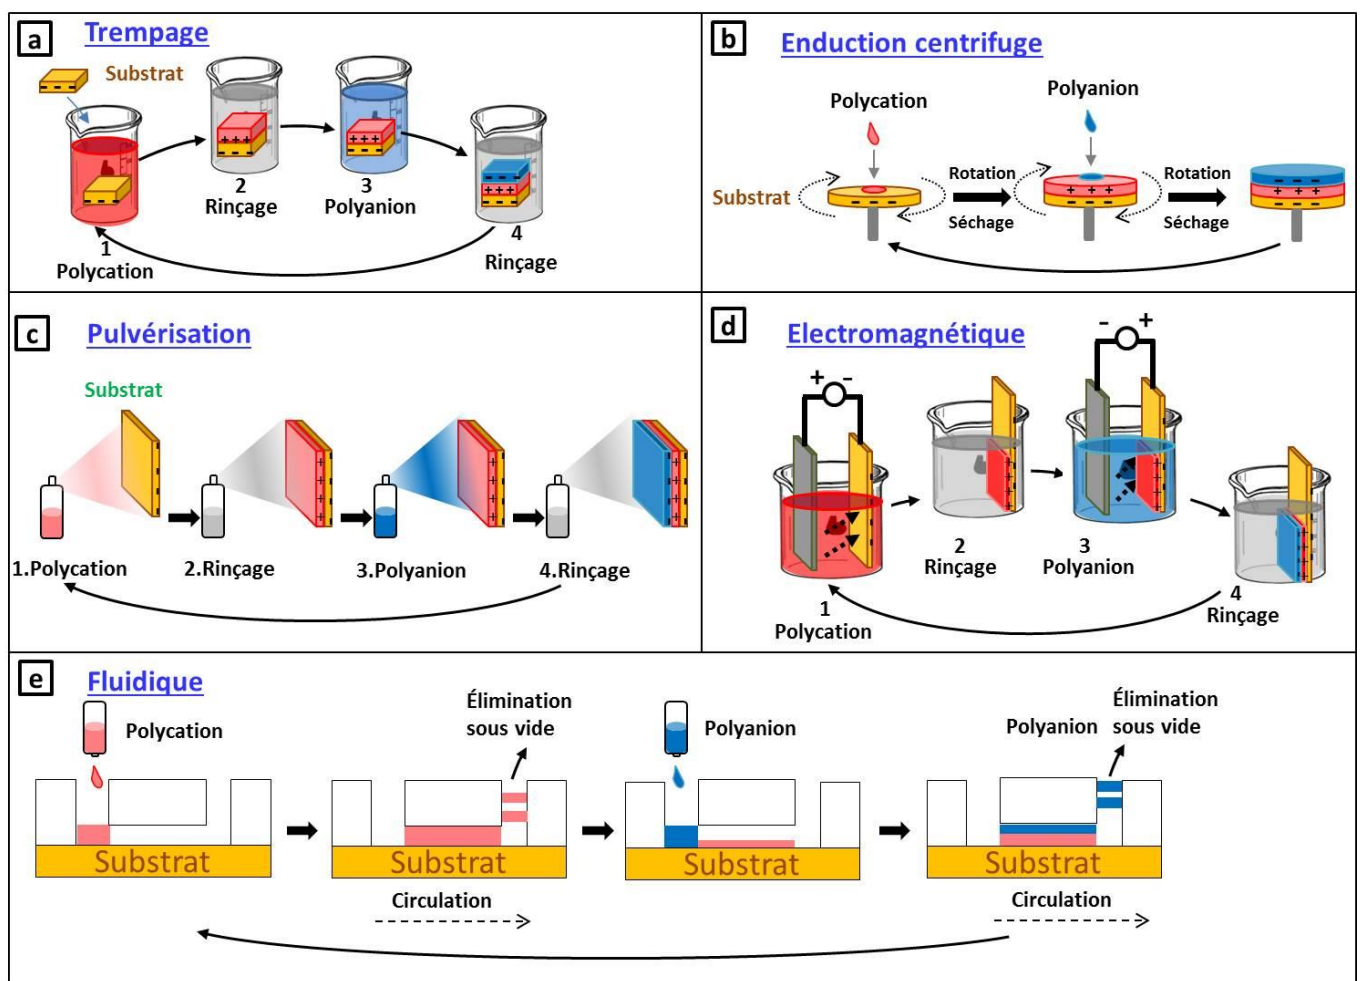 a
Trempage
Substrat
2
Rinçage
3
Polyanion
1
Polycation
4
Rinçage
b
Enduction centrifuge
Polycation
Polyanion
Substrat
Rotation
Séchage
Rotation
Séchage
c
Pulvérisation
Substrat
1.Polycation
2.Rinçage
3.Polyanion
4.Rinçage
d
Electromagnétique
+ -
- +
1
Polycation
2
Rinçage
3
Polyanion
4
Rinçage
e
Fluidique
Polycation
Élimination
sous vide
Polyanion
Polyanion
Élimination
sous vide
Substrat
Substrat
Substrat
Substrat
Circulation
Circulation